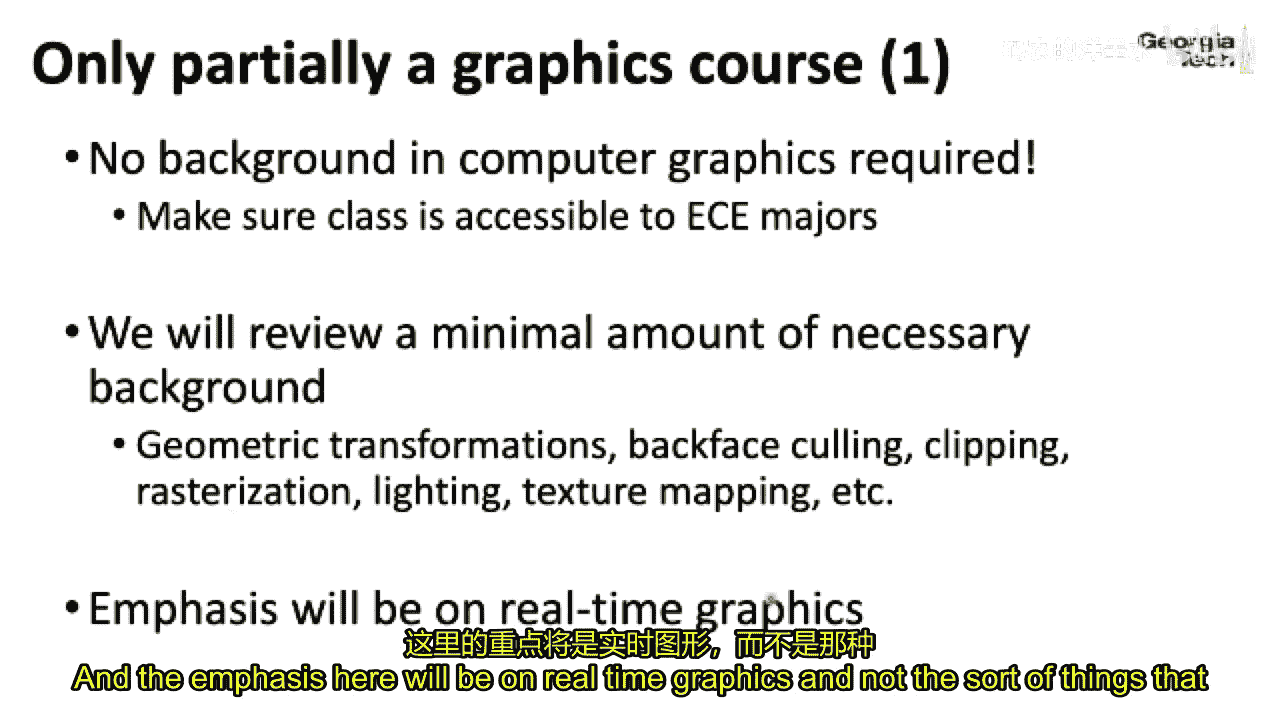 Only partially a graphics course (1)
Georgia
Tech
• No background in computer graphics required!
• Make sure class is accessible to ECE majors
• We will review a minimal amount of necessary
background
• Geometric transformations, backface culling, clipping,
rasterization, lighting, texture mapping, etc.
• Emphasis will be on real-time graphics
这里的重点将是实时图形，而不是那种
And the emphasis here will be on real time graphics and not the sort of things that